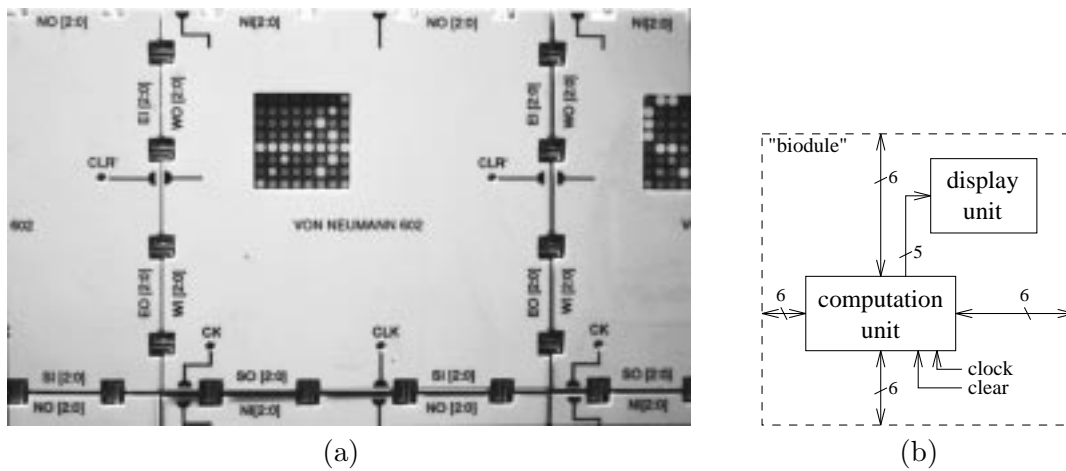 NO [2:0]
NI[2:0]
NO [2:0]
NI[2:0]
EI [2:0]
WO [2:0]
EI [2:0]
WO [2:0]
CLR'
CLR'
602
VON NEUMANN 602
V
EO [2:0]
WI [2:0]
EO [2:0]
WI [2:0]
CK
CLK
CK
SI [2:0]
SO [2:0]
SI [2:0]
SO [2:0]
NO [2:0]
NI[2:0]
NO [2:0]
NI[2:0]
(a)
"biodule"
6
display
unit
5
6
computation
unit
6
6
clock
clear
(b)